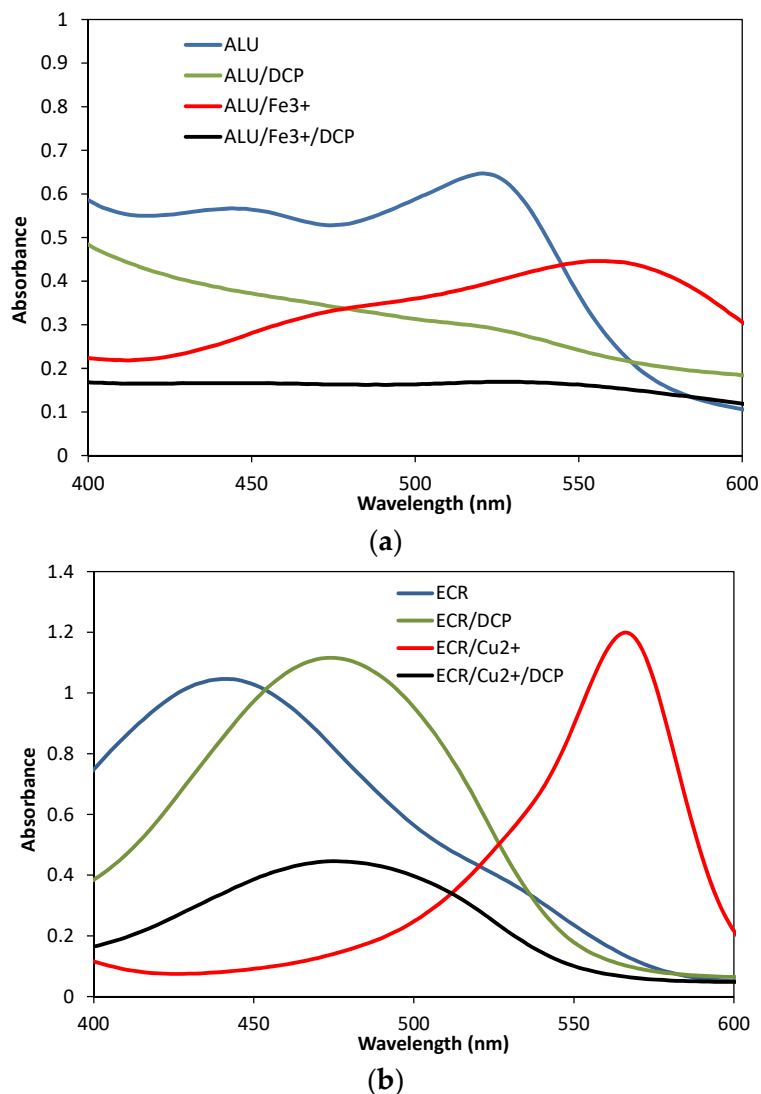 1
0.9
0.8
0.7
0.6
0.5
0.4
0.3
0.2
0.1
0
Absorbance
ALU
ALU/DCP
ALU/Fe3+
ALU/Fe3+/DCP
400 450 500 550 600
Wavelength (nm)
(a)
1.4
1.2
1
0.8
0.6
0.4
0.2
0
Absorbance
ECR
ECR/DCP
ECR/Cu2+
ECR/Cu2+/DCP
400 450 500 550 600
Wavelength (nm)
(b)